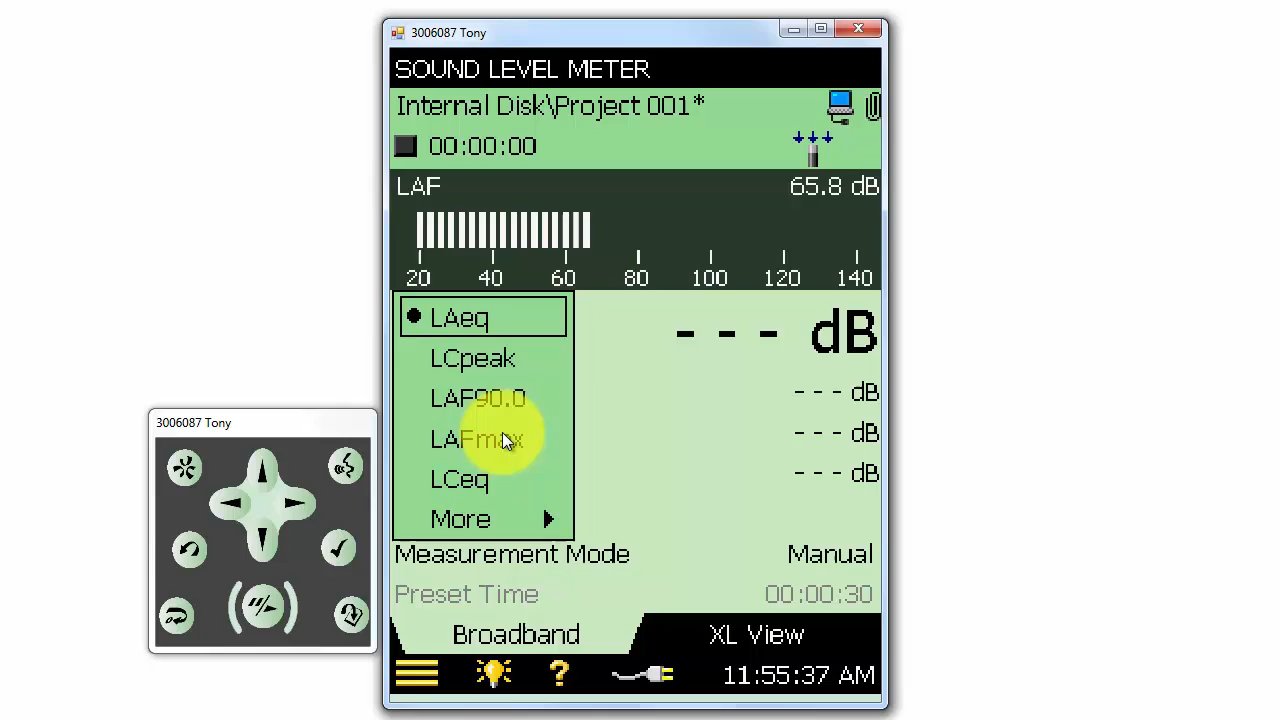 3006087 Tony
SOUND LEVEL METER
Internal Disk\Project 001*
00:00:00
LAF 65.8 dB
20 40 60 80 100 120 140
LAeq
--- dB
LCpeak
LAF90.0
--- dB
LAFmax
--- dB
LCeq
--- dB
More
Measurement Mode Manual
Preset Time 00:00:30
Broadband XL View
? 11:55:37 AM
3006087 Tony